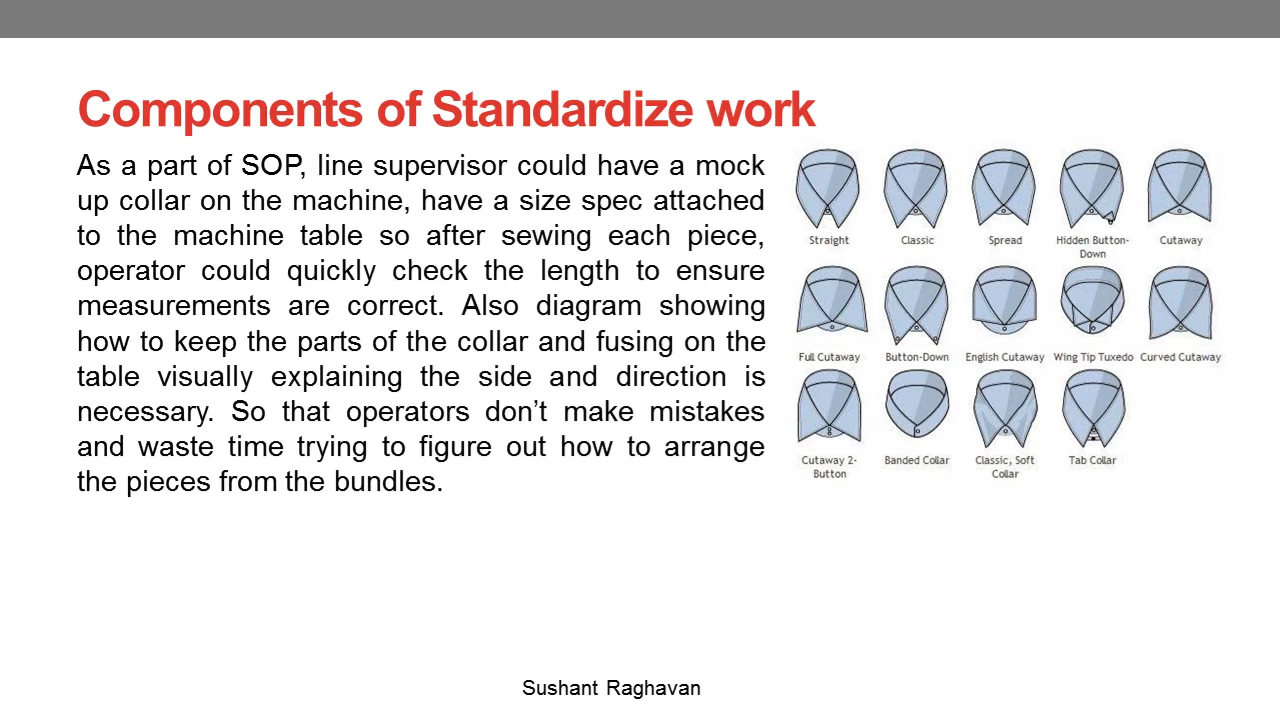 Components of Standardize work
As a part of SOP, line supervisor could have a mock
up collar on the machine, have a size spec attached
to the machine table so after sewing each piece,
operator could quickly check the length to ensure
measurements are correct. Also diagram showing
how to keep the parts of the collar and fusing on the
table visually explaining the side and direction is
necessary. So that operators don’t make mistakes
and waste time trying to figure out how to arrange
the pieces from the bundles.
Straight
Classic
Spread
Hidden Button-
Down
Cutaway
Full Cutaway
Button-Down
English Cutaway
Wing Tip Tuxedo
Curved Cutaway
Cutaway 2-
Button
Banded Collar
Classic, Soft
Collar
Tab Collar
Sushant Raghavan